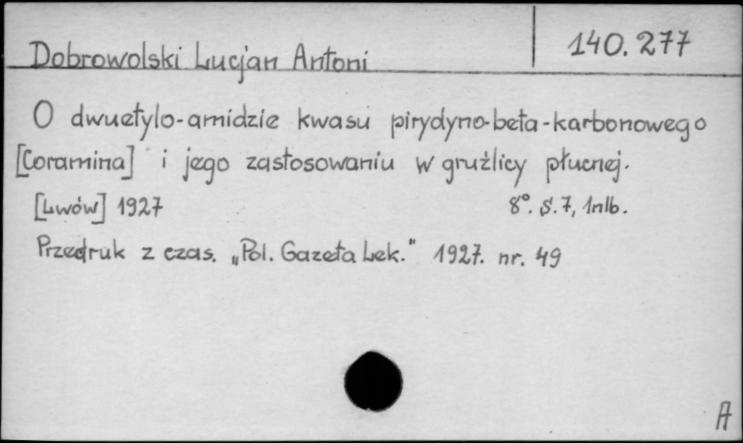 Dobrowolski Lucjan Antoni
140.277
O dwuetylo-amidzie kwasu pirydyno-beta-karbonowego
[Coramina] i jego zastosowaniu w gruźlicy płucnej.
[Lwów] 1927
8°. S. 7, 1nlb.
Przedruk z czas. „Pol. Gazeta Lek." 1927. nr. 49
A